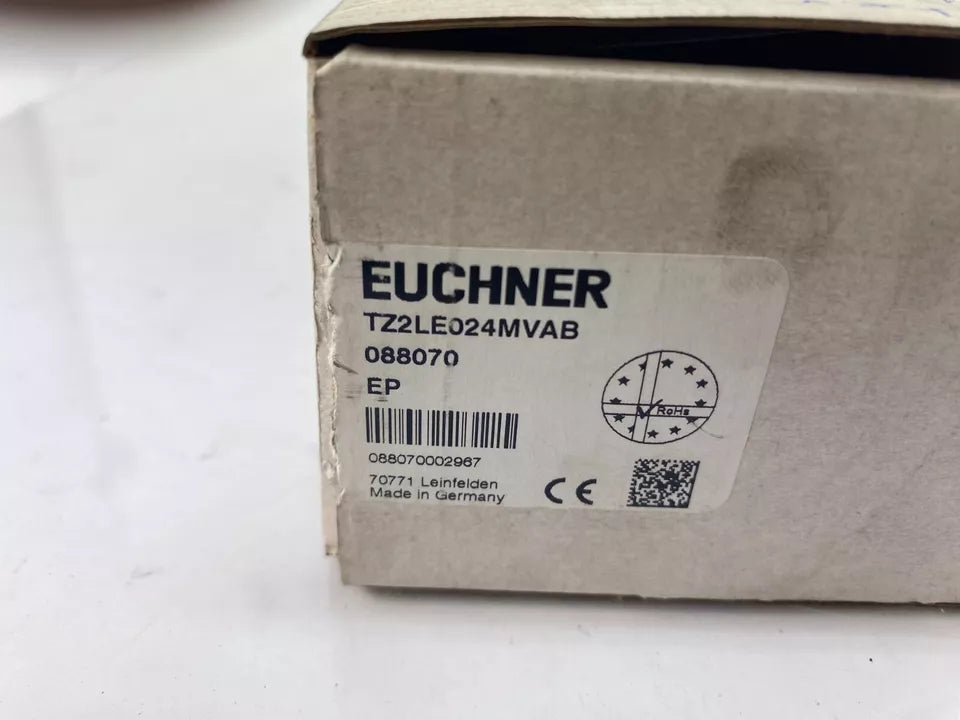 EUCHNER
TZ2LE024MVAB
088070
EP
RoHs
088070002967
70771 Leinfelden
Made in Germany
CE